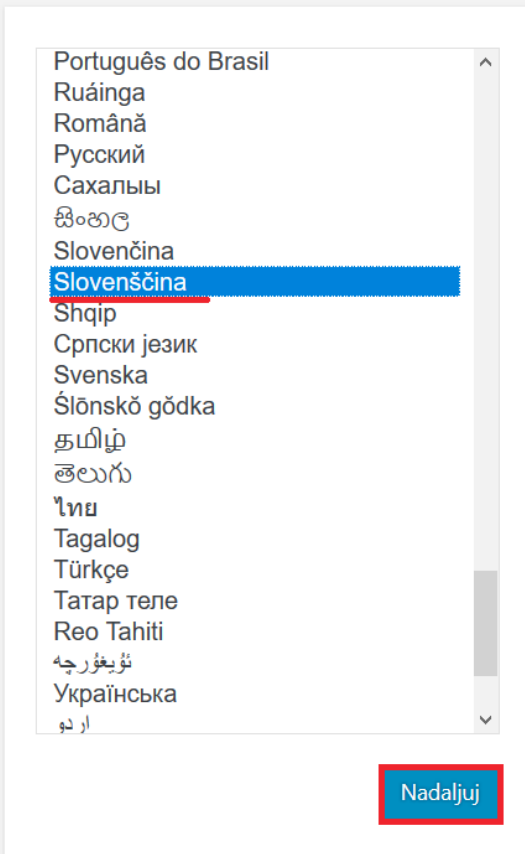 Português do Brasil
Ruáinga
Română
Русский
Сахалыы
සිංහල
Slovenčina
Slovenščina
Shqip
Српски језик
Svenska
Ślōnskŏ gŏdka
தமிழ்
తెలుగు
ไทย
Tagalog
Türkçe
Татар теле
Reo Tahiti
ئۇيغۇرچە
Українська
اردو
Nadaljuj